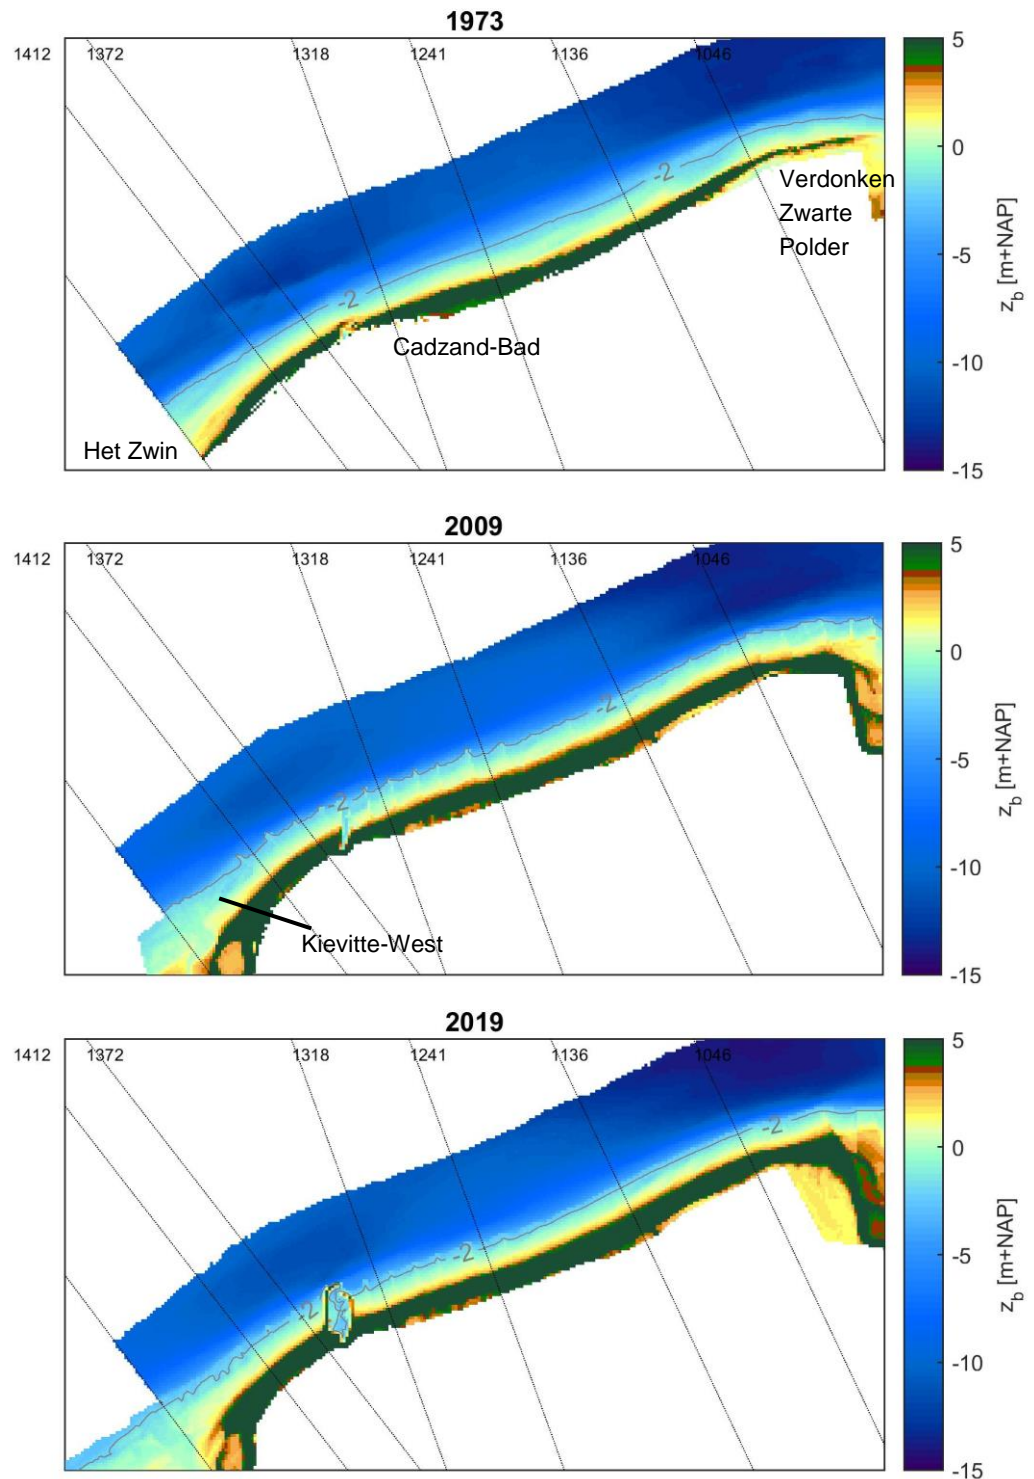 1973
1412 1372 1318 1241 1136 1046
5
0
-5
-10
-15
z_b [m+NAP]
-2
-2
Verdonken
Zwarte
Polder
Cadzand-Bad
Het Zwin
2009
1412 1372 1318 1241 1136 1046
5
0
-5
-10
-15
z_b [m+NAP]
-2
-2
Kievitte-West
2019
1412 1372 1318 1241 1136 1046
5
0
-5
-10
-15
z_b [m+NAP]
-2
-2
-2